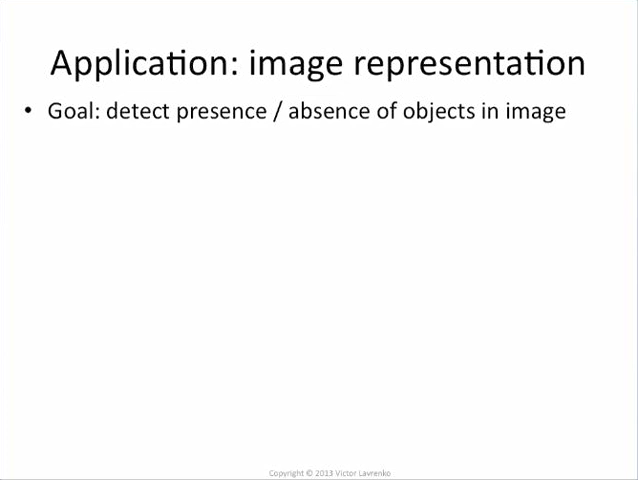 Application: image representation
• Goal: detect presence / absence of objects in image
Copyright © 2013 Victor Lavrenko